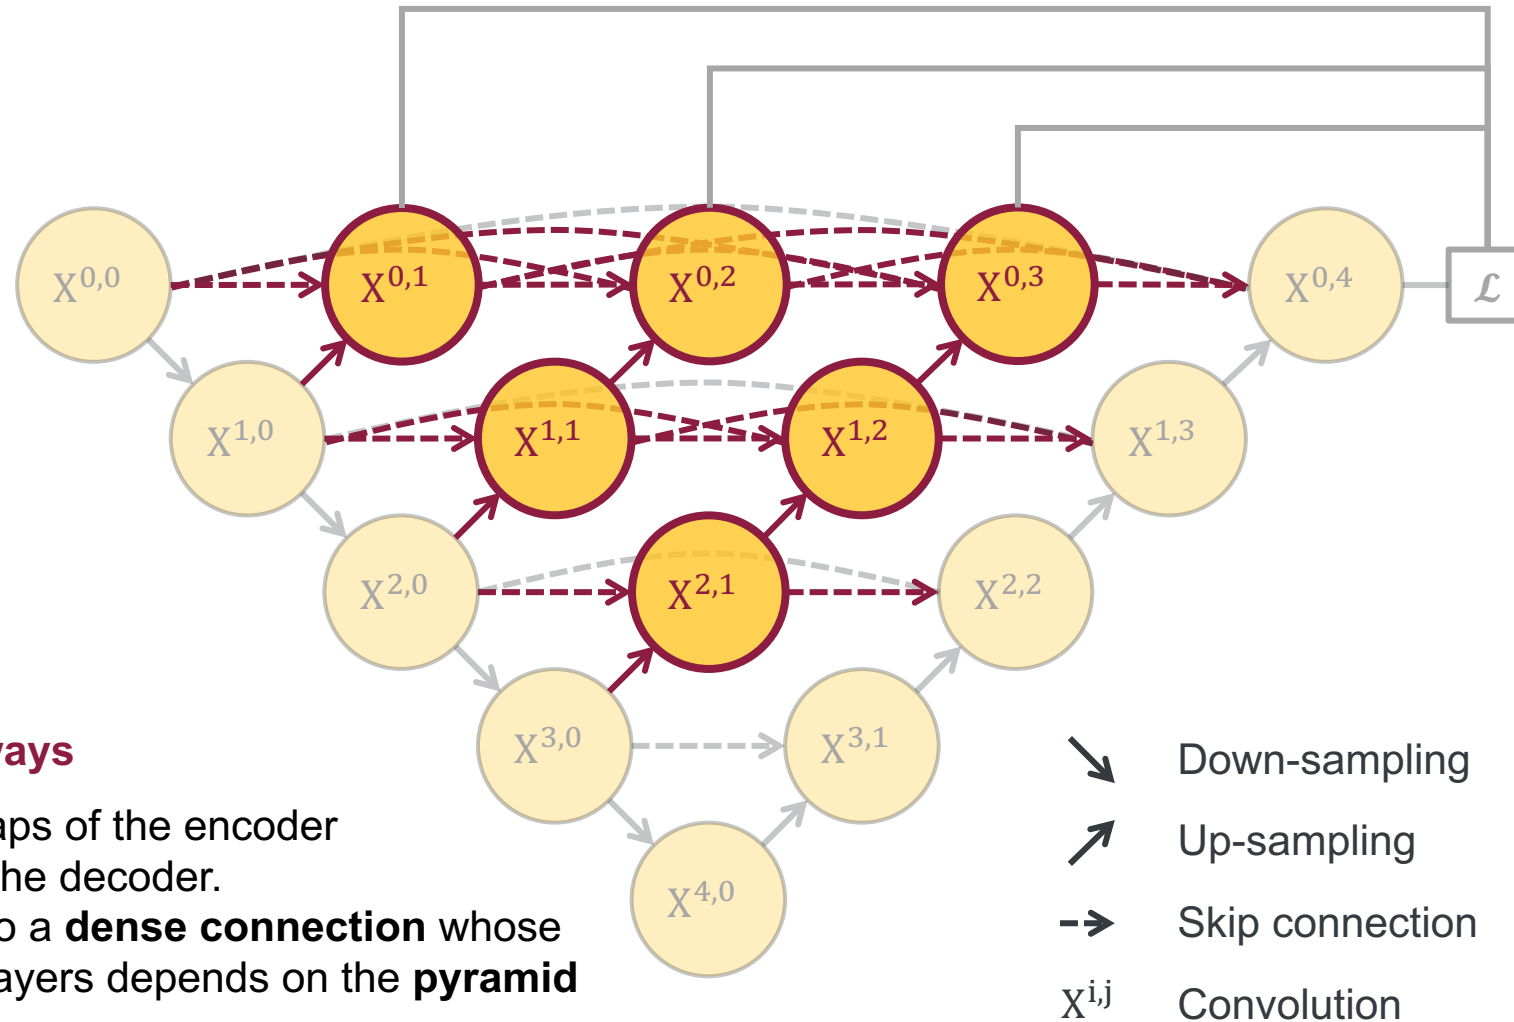 X0,0
X0,1
X0,2
X0,3
X0,4
ℒ
X1,0
X1,1
X1,2
X1,3
X2,0
X2,1
X2,2
X3,0
X3,1
X4,0
ways
aps of the encoder
he decoder.
o a dense connection whose
ayers depends on the pyramid
Down-sampling
Up-sampling
Skip connection
Xi,j Convolution